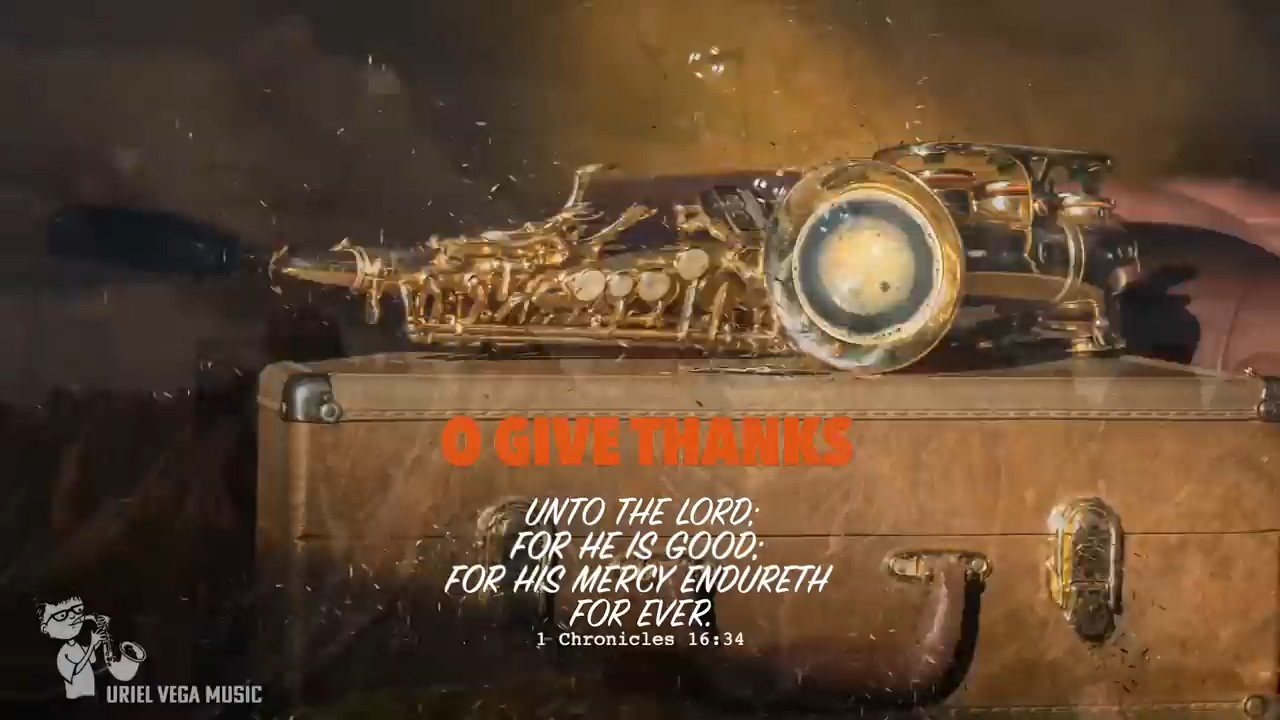 O GIVE THANKS
UNTO THE LORD;
FOR HE IS GOOD;
FOR HIS MERCY ENDURETH
FOR EVER.
1 Chronicles 16:34
URIEL VEGA MUSIC